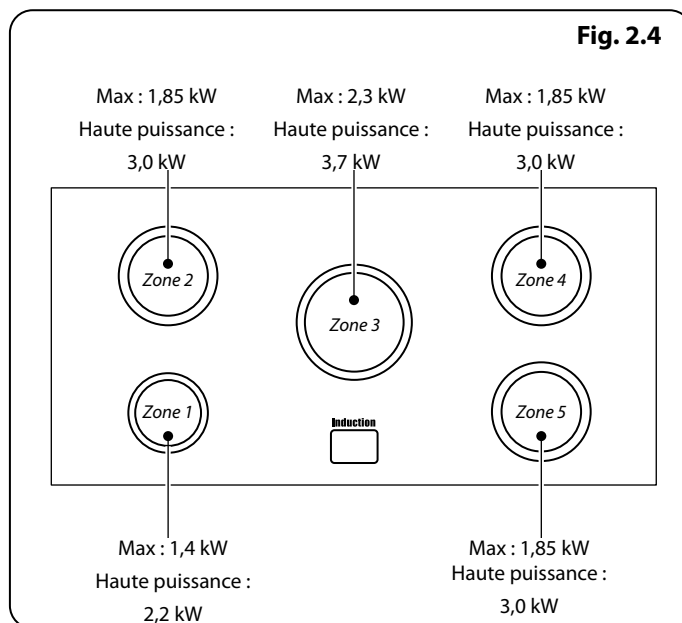 Fig. 2.4
Max : 1,85 kW
Haute puissance :
3,0 kW
Max : 2,3 kW
Haute puissance :
3,7 kW
Max : 1,85 kW
Haute puissance :
3,0 kW
Zone 2
Zone 3
Zone 4
Zone 1
Induction
Zone 5
Max : 1,4 kW
Haute puissance :
2,2 kW
Max : 1,85 kW
Haute puissance :
3,0 kW